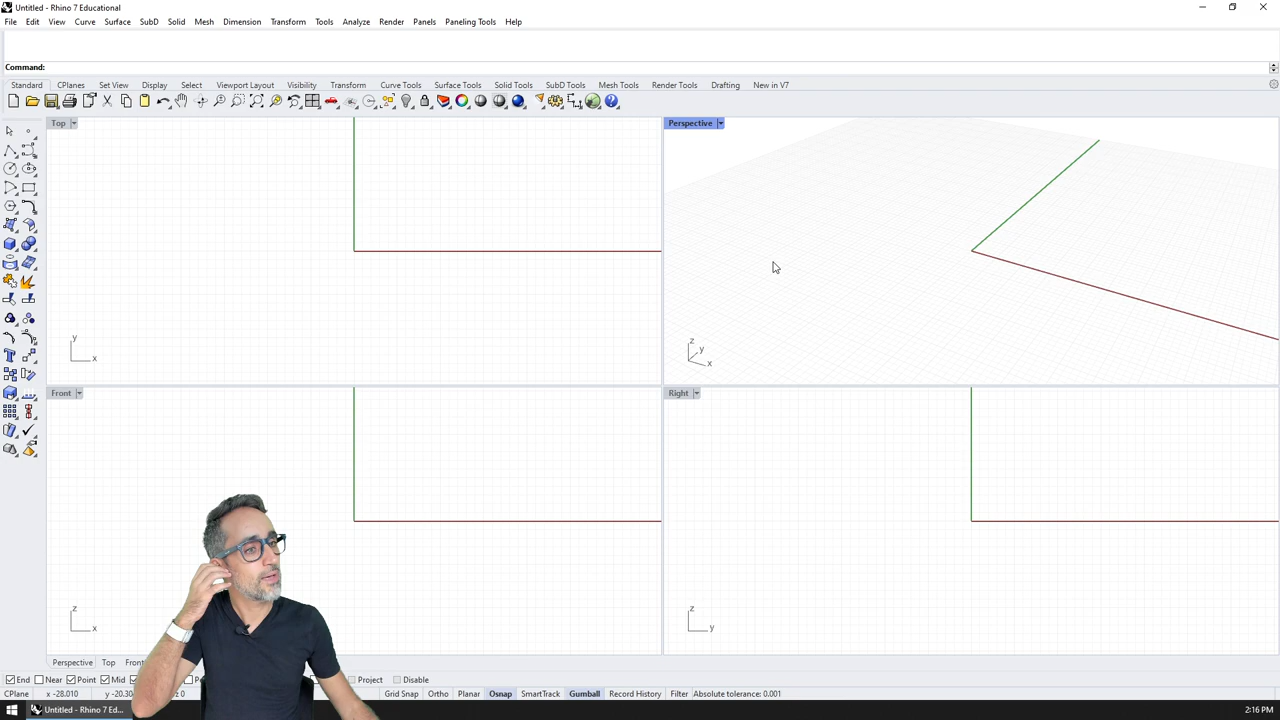 Untitled - Rhino 7 Educational
File Edit View Curve Surface SubD Solid Mesh Dimension Transform Tools Analyze Render Panels Paneling Tools Help
Command:
Standard CPlanes Set View Display Select Viewport Layout Visibility Transform Curve Tools Surface Tools Solid Tools SubD Tools Mesh Tools Render Tools Drafting New in V7
Top
Perspective
y
x
z
y
x
Front
Right
z
x
z
y
Perspective Top Front
End Near Point Mid Project Disable
CPlane x -28.010 y -20.30 z 0 Grid Snap Ortho Planar Osnap SmartTrack Gumball Record History Filter Absolute tolerance: 0.001
Untitled - Rhino 7 Ed... 2:16 PM